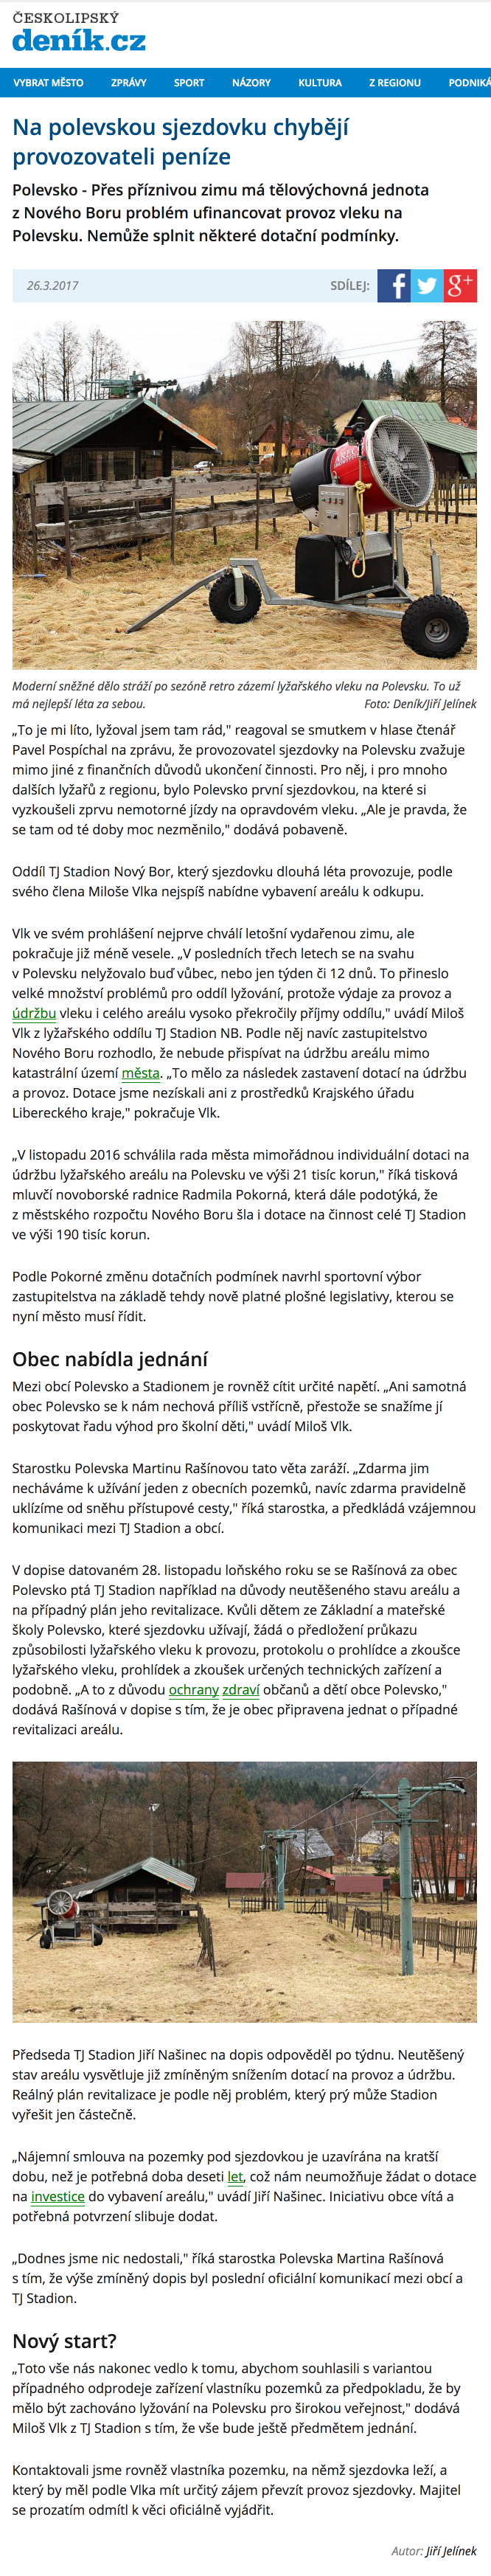 ČESKOLIPSKÝ
deník.cz
VYBRAT MĚSTO ZPRÁVY SPORT NÁZORY KULTURA Z REGIONU PODNIKÁ
Na polevskou sjezdovku chybějí
provozovateli peníze
Polevsko - Přes příznivou zimu má tělovýchovná jednota
z Nového Boru problém ufinancovat provoz vleku na
Polevsku. Nemůže splnit některé dotační podmínky.
26.3.2017 SDÍLEJ:
Moderní sněžné dělo stráží po sezóně retro zázemí lyžařského vleku na Polevsku. To už
má nejlepší léta za sebou. Foto: Deník/Jiří Jelínek
„To je mi líto, lyžoval jsem tam rád," reagoval se smutkem v hlase čtenář
Pavel Pospíchal na zprávu, že provozovatel sjezdovky na Polevsku zvažuje
mimo jiné z finančních důvodů ukončení činnosti. Pro něj, i pro mnoho
dalších lyžařů z regionu, bylo Polevsko první sjezdovkou, na které si
vyzkoušeli zprvu nemotorné jízdy na opravdovém vleku. „Ale je pravda, že
se tam od té doby moc nezměnilo," dodává pobaveně.
Oddíl TJ Stadion Nový Bor, který sjezdovku dlouhá léta provozuje, podle
svého člena Miloše Vlka nejspíš nabídne vybavení areálu k odkupu.
Vlk ve svém prohlášení nejprve chválí letošní vydařenou zimu, ale
pokračuje již méně vesele. „V posledních třech letech se na svahu
v Polevsku nelyžovalo buď vůbec, nebo jen týden či 12 dnů. To přineslo
velké množství problémů pro oddíl lyžování, protože výdaje za provoz a
údržbu vleku i celého areálu vysoko překročily příjmy oddílu," uvádí Miloš
Vlk z lyžařského oddílu TJ Stadion NB. Podle něj navíc zastupitelstvo
Nového Boru rozhodlo, že nebude přispívat na údržbu areálu mimo
katastrální území města. „To mělo za následek zastavení dotací na údržbu
a provoz. Dotace jsme nezískali ani z prostředků Krajského úřadu
Libereckého kraje," pokračuje Vlk.
„V listopadu 2016 schválila rada města mimořádnou individuální dotaci na
údržbu lyžařského areálu na Polevsku ve výši 21 tisíc korun," říká tisková
mluvčí novoborské radnice Radmila Pokorná, která dále podotýká, že
z městského rozpočtu Nového Boru šla i dotace na činnost celé TJ Stadion
ve výši 190 tisíc korun.
Podle Pokorné změnu dotačních podmínek navrhl sportovní výbor
zastupitelstva na základě tehdy nově platné plošné legislativy, kterou se
nyní město musí řídit.
Obec nabídla jednání
Mezi obcí Polevsko a Stadionem je rovněž cítit určité napětí. „Ani samotná
obec Polevsko se k nám nechová příliš vstřícně, přestože se snažíme jí
poskytovat řadu výhod pro školní děti," uvádí Miloš Vlk.
Starostku Polevska Martinu Rašínovou tato věta zaráží. „Zdarma jim
necháváme k užívání jeden z obecních pozemků, navíc zdarma pravidelně
uklízíme od sněhu přístupové cesty," říká starostka, a předkládá vzájemnou
komunikaci mezi TJ Stadion a obcí.
V dopise datovaném 28. listopadu loňského roku se se Rašínová za obec
Polevsko ptá TJ Stadion například na důvody neutěšeného stavu areálu a
na případný plán jeho revitalizace. Kvůli dětem ze Základní a mateřské
školy Polevsko, které sjezdovku užívají, žádá o předložení průkazu
způsobilosti lyžařského vleku k provozu, protokolu o prohlídce a zkoušce
lyžařského vleku, prohlídek a zkoušek určených technických zařízení a
podobně. „A to z důvodu ochrany zdraví občanů a dětí obce Polevsko,"
dodává Rašínová v dopise s tím, že je obec připravena jednat o případné
revitalizaci areálu.
Předseda TJ Stadion Jiří Našinec na dopis odpověděl po týdnu. Neutěšený
stav areálu vysvětluje již zmíněným snížením dotací na provoz a údržbu.
Reálný plán revitalizace je podle něj problém, který prý může Stadion
vyřešit jen částečně.
„Nájemní smlouva na pozemky pod sjezdovkou je uzavírána na kratší
dobu, než je potřebná doba deseti let, což nám neumožňuje žádat o dotace
na investice do vybavení areálu," uvádí Jiří Našinec. Iniciativu obce vítá a
potřebná potvrzení slibuje dodat.
„Dodnes jsme nic nedostali," říká starostka Polevska Martina Rašínová
s tím, že výše zmíněný dopis byl poslední oficiální komunikací mezi obcí a
TJ Stadion.
Nový start?
„Toto vše nás nakonec vedlo k tomu, abychom souhlasili s variantou
případného odprodeje zařízení vlastníku pozemků za předpokladu, že by
mělo být zachováno lyžování na Polevsku pro širokou veřejnost," dodává
Miloš Vlk z TJ Stadion s tím, že vše bude ještě předmětem jednání.
Kontaktovali jsme rovněž vlastníka pozemku, na němž sjezdovka leží, a
který by měl podle Vlka mít určitý zájem převzít provoz sjezdovky. Majitel
se prozatím odmítl k věci oficiálně vyjádřit.
Autor: Jiří Jelínek